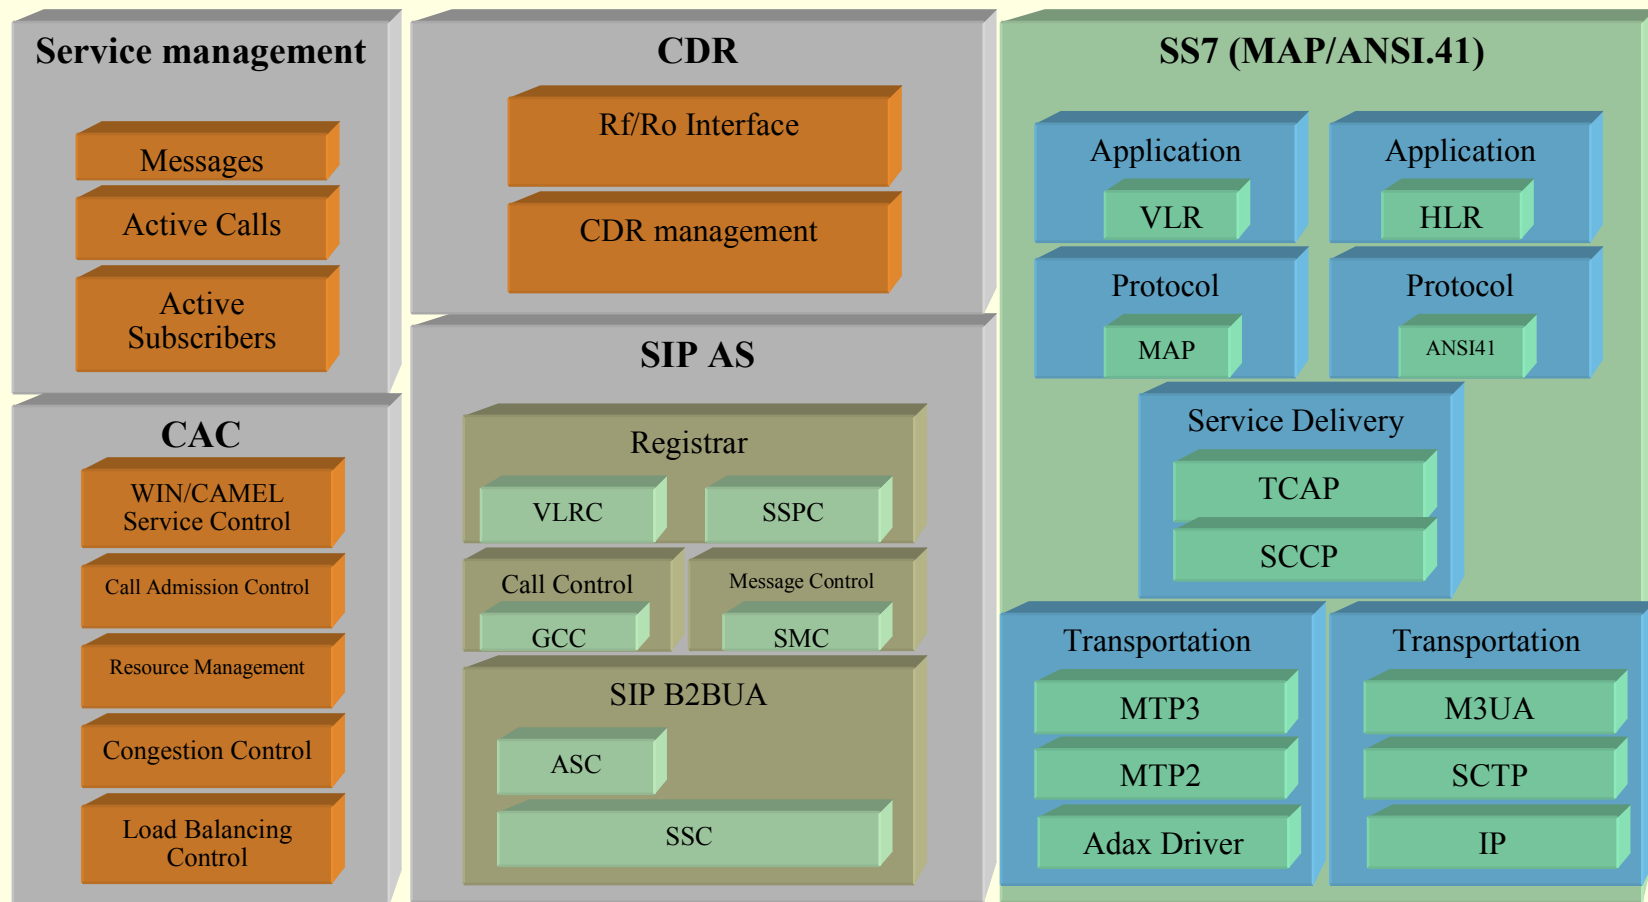 Service management
Messages
Active Calls
Active
Subscribers
CAC
WIN/CAMEL
Service Control
Call Admission Control
Resource Management
Congestion Control
Load Balancing
Control
CDR
Rf/Ro Interface
CDR management
SIP AS
Registrar
VLRC
SSPC
Call Control
GCC
Message Control
SMC
SIP B2BUA
ASC
SSC
SS7 (MAP/ANSI.41)
Application
VLR
Application
HLR
Protocol
MAP
Protocol
ANSI41
Service Delivery
TCAP
SCCP
Transportation
MTP3
MTP2
Adax Driver
Transportation
M3UA
SCTP
IP